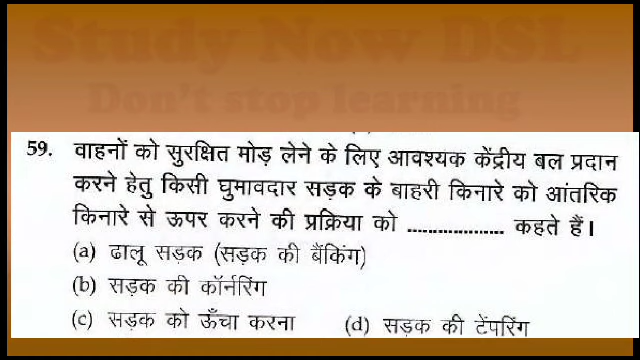 Study Now DSL
Don't stop learning
59. वाहनों को सुरक्षित मोड़ लेने के लिए आवश्यक केंद्रीय बल प्रदान
करने हेतु किसी घुमावदार सड़क के बाहरी किनारे को आंतरिक
किनारे से ऊपर करने की प्रक्रिया को .................... कहते हैं।
(a) ढालू सड़क (सड़क की बैंकिंग)
(b) सड़क की कॉर्नरिंग
(c) सड़क को ऊँचा करना (d) सड़क की टेंपरिंग